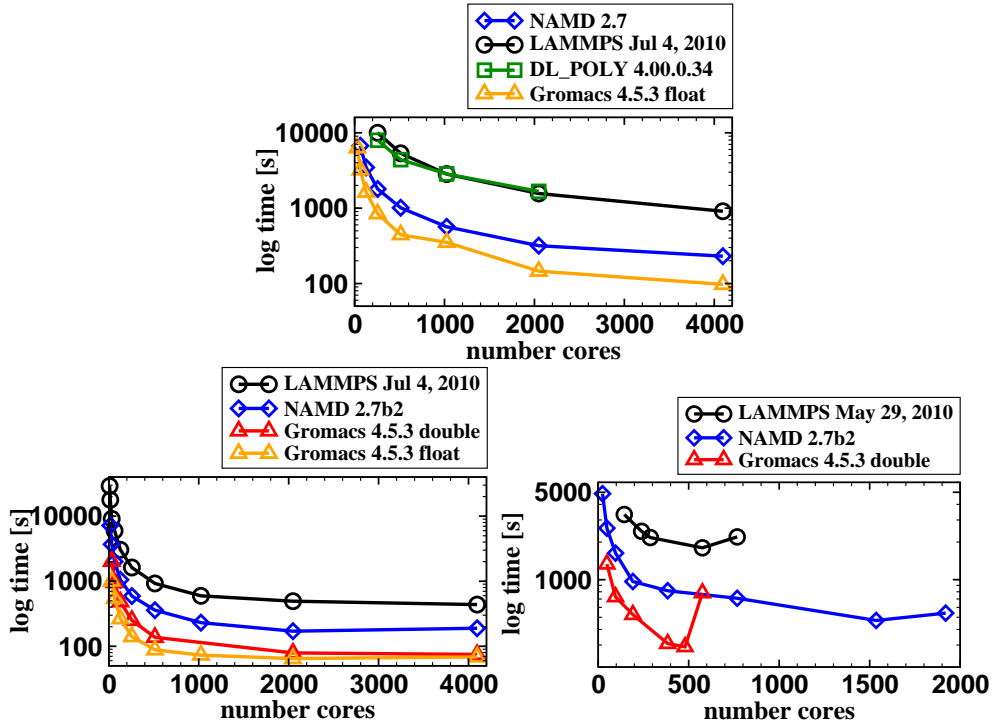 NAMD 2.7
LAMMPS Jul 4, 2010
DL_POLY 4.00.0.34
Gromacs 4.5.3 float
10000
1000
100
log time [s]
0 1000 2000 3000 4000
number cores
LAMMPS Jul 4, 2010
NAMD 2.7b2
Gromacs 4.5.3 double
Gromacs 4.5.3 float
10000
1000
100
log time [s]
0 1000 2000 3000 4000
number cores
LAMMPS May 29, 2010
NAMD 2.7b2
Gromacs 4.5.3 double
5000
1000
log time [s]
0 500 1000 1500 2000
number cores